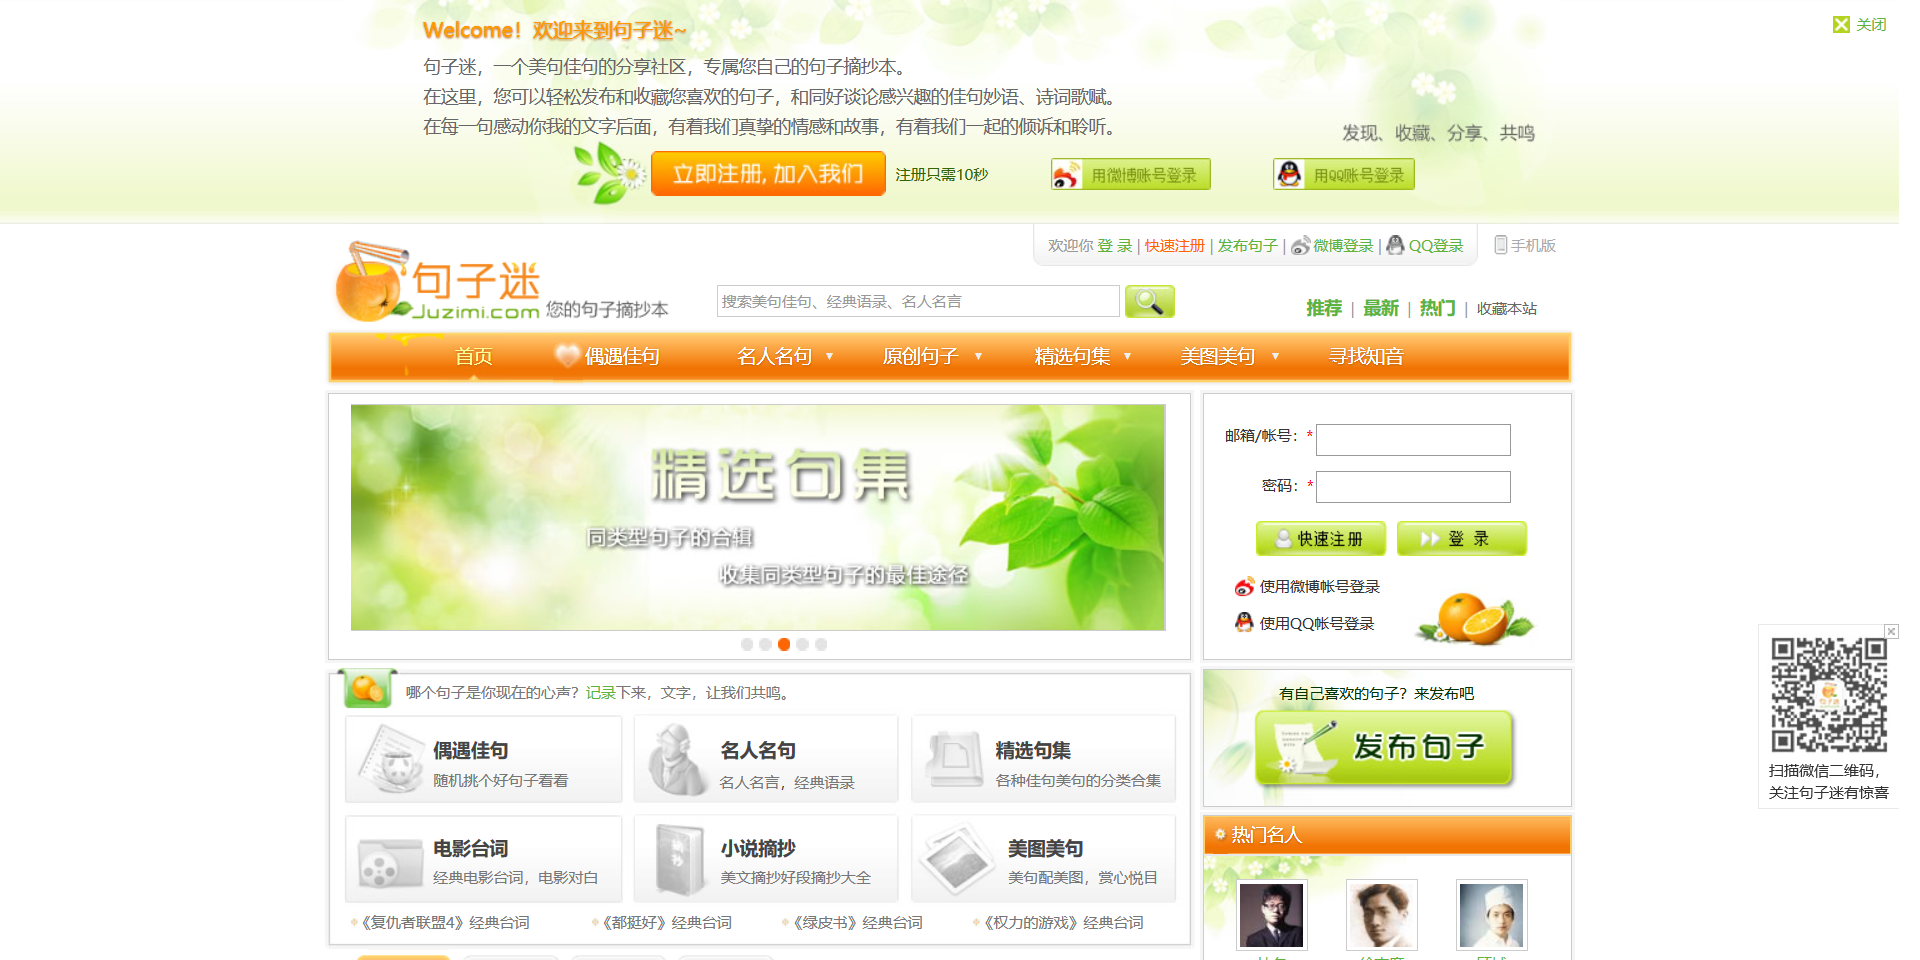 Welcome！欢迎来到句子迷~
关闭
句子迷，一个美句佳句的分享社区，专属您自己的句子摘抄本。
在这里，您可以轻松发布和收藏您喜欢的句子，和同好谈论感兴趣的佳句妙语、诗词歌赋。
在每一句感动你我的文字后面，有着我们真挚的情感和故事，有着我们一起的倾诉和聆听。
发现、收藏、分享、共鸣
立即注册, 加入我们 注册只需10秒 用微博账号登录 用QQ账号登录
欢迎你 登 录 | 快速注册 | 发布句子 | 微博登录 | QQ登录 手机版
句子迷
Juzimi.com 您的句子摘抄本
搜索美句佳句、经典语录、名人名言
推荐 | 最新 | 热门 | 收藏本站
首页 偶遇佳句 名人名句 ▼ 原创句子 ▼ 精选句集 ▼ 美图美句 ▼ 寻找知音
精选句集
同类型句子的合辑
收集同类型句子的最佳途径
邮箱/帐号：*
密码：*
快速注册 登 录
使用微博帐号登录
使用QQ帐号登录
哪个句子是你现在的心声？记录下来，文字，让我们共鸣。
偶遇佳句
随机挑个好句子看看
名人名句
名人名言，经典语录
精选句集
各种佳句美句的分类合集
电影台词
经典电影台词，电影对白
小说摘抄
美文摘抄好段摘抄大全
美图美句
美句配美图，赏心悦目
《复仇者联盟4》经典台词 《都挺好》经典台词 《绿皮书》经典台词 《权力的游戏》经典台词
有自己喜欢的句子？来发布吧
发布句子
热门名人
扫描微信二维码，
关注句子迷有惊喜